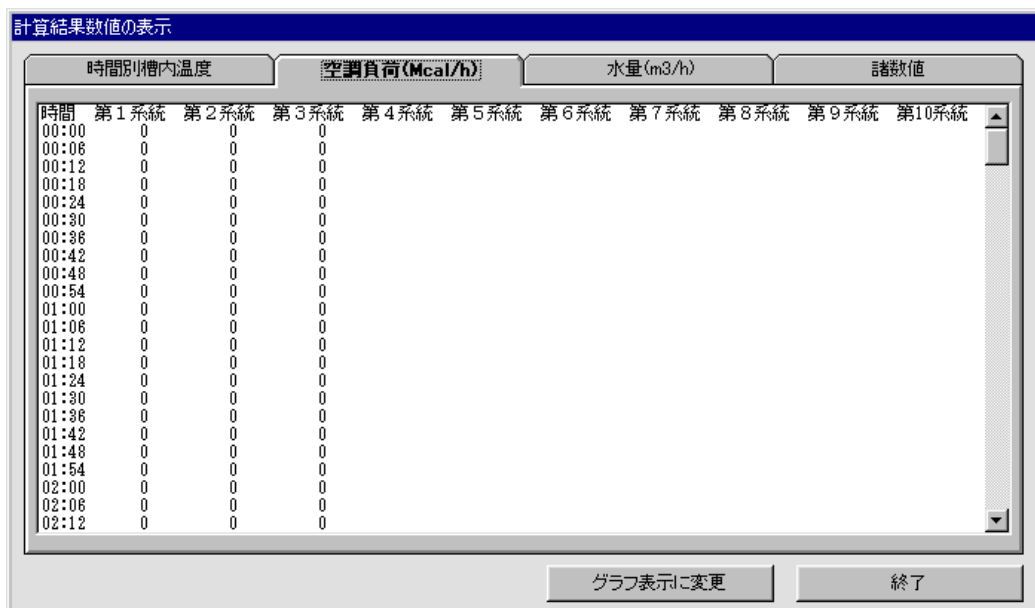 計算結果数値の表示
時間別槽内温度 空調負荷(Mcal/h) 水量(m3/h) 諸数値
時間 第1系統 第2系統 第3系統 第4系統 第5系統 第6系統 第7系統 第8系統 第9系統 第10系統
00:00 0 0 0
00:06 0 0 0
00:12 0 0 0
00:18 0 0 0
00:24 0 0 0
00:30 0 0 0
00:36 0 0 0
00:42 0 0 0
00:48 0 0 0
00:54 0 0 0
01:00 0 0 0
01:06 0 0 0
01:12 0 0 0
01:18 0 0 0
01:24 0 0 0
01:30 0 0 0
01:36 0 0 0
01:42 0 0 0
01:48 0 0 0
01:54 0 0 0
02:00 0 0 0
02:06 0 0 0
02:12 0 0 0
グラフ表示に変更 終了